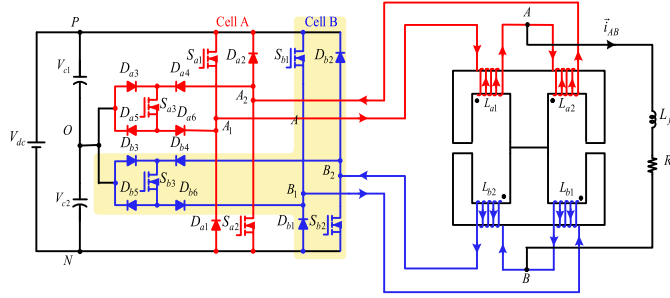 P
Cell A
Cell B
A
i_AB
S_a1
D_a2
S_b1
D_b2
V_c1
D_a3
D_a4
S_a3
A_2
L_a1
L_a2
D_a5
D_a6
A_1
A
V_dc
O
D_b3
D_b4
B_2
R
S_b3
D_b5
D_b6
B_1
L_b2
L_b1
V_c2
D_a1
S_a2
D_b1
S_b2
N
B